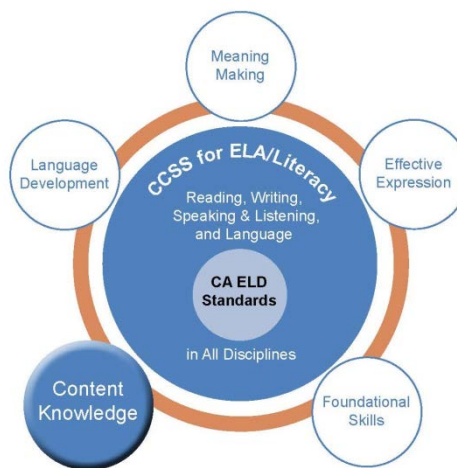 Meaning
Making
Language
Development
Effective
Expression
CCSS for ELA/Literacy
Reading, Writing,
Speaking & Listening,
and Language
CA ELD
Standards
in All Disciplines
Content
Knowledge
Foundational
Skills